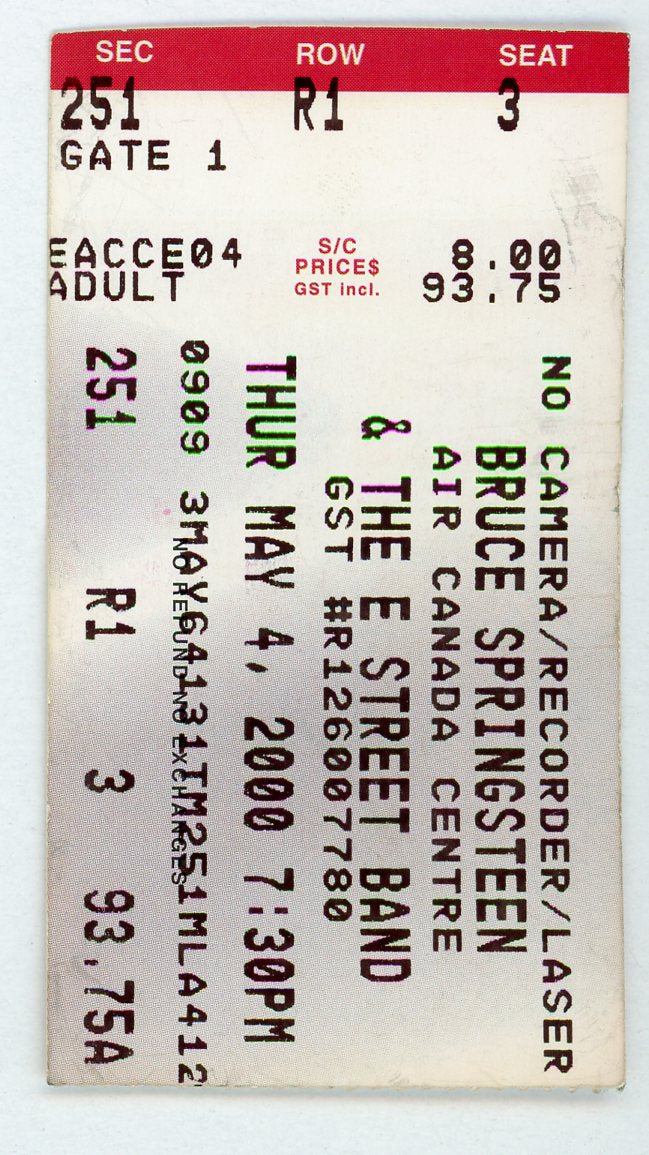 SEC ROW SEAT
251 R1 3
GATE 1
EACCE04 S/C 8.00
PRICE$
ADULT GST incl. 93.75
NO CAMERA/RECORDER/LASER
BRUCE SPRINGSTEEN
AIR CANADA CENTRE
& THE E STREET BAND
GST #R126007780
THUR MAY 4, 2000 7:30PM
0909 3MAY64131TM251MLA412
NO REFUND NO EXCHANGES
251 R1 3 93.75A